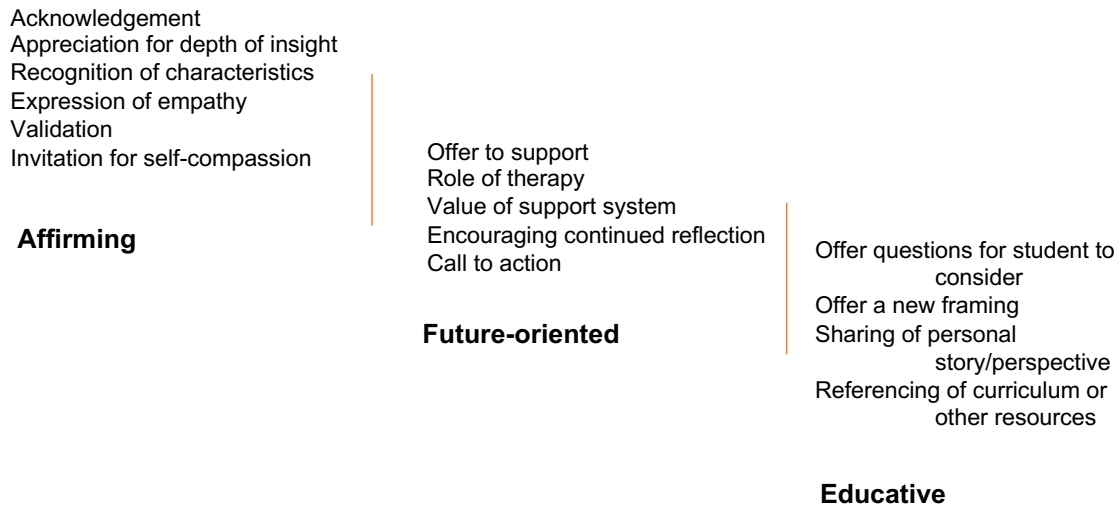 Acknowledgement
Appreciation for depth of insight
Recognition of characteristics
Expression of empathy
Validation
Invitation for self-compassion
Affirming
Offer to support
Role of therapy
Value of support system
Encouraging continued reflection
Call to action
Future-oriented
Offer questions for student to
consider
Offer a new framing
Sharing of personal
story/perspective
Referencing of curriculum or
other resources
Educative